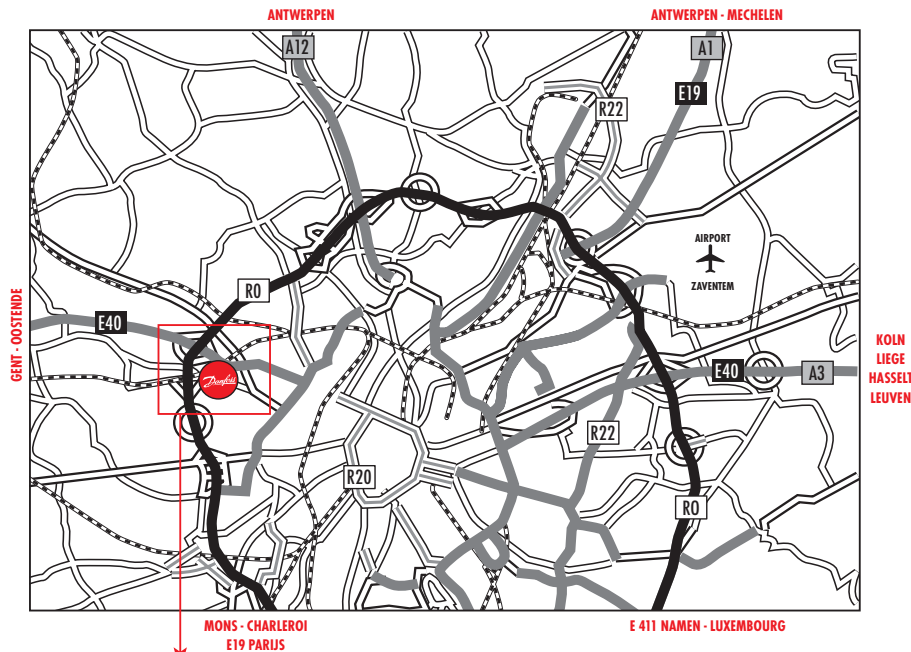 ANTWERPEN
ANTWERPEN - MECHELEN
A12
A1
E19
R22
AIRPORT
ZAVENTEM
R0
GENT - OOSTENDE
E40
Danfoss
KOLN
LIEGE
HASSELT
LEUVEN
E40
A3
R22
R20
R0
MONS - CHARLEROI
E19 PARIJS
E 411 NAMEN - LUXEMBOURG